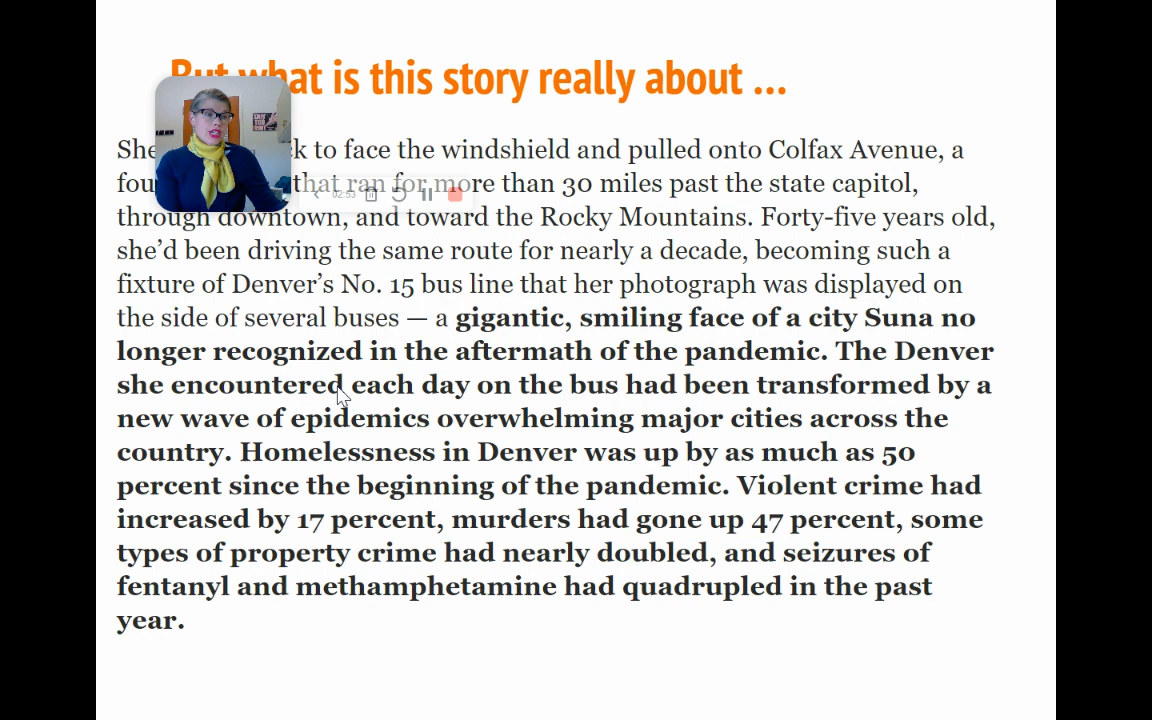 what is this story really about ...
She k to face the windshield and pulled onto Colfax Avenue, a
fou that ran for more than 30 miles past the state capitol,
02:53
through downtown, and toward the Rocky Mountains. Forty-five years old,
she’d been driving the same route for nearly a decade, becoming such a
fixture of Denver’s No. 15 bus line that her photograph was displayed on
the side of several buses — a gigantic, smiling face of a city Suna no
longer recognized in the aftermath of the pandemic. The Denver
she encountered each day on the bus had been transformed by a
new wave of epidemics overwhelming major cities across the
country. Homelessness in Denver was up by as much as 50
percent since the beginning of the pandemic. Violent crime had
increased by 17 percent, murders had gone up 47 percent, some
types of property crime had nearly doubled, and seizures of
fentanyl and methamphetamine had quadrupled in the past
year.